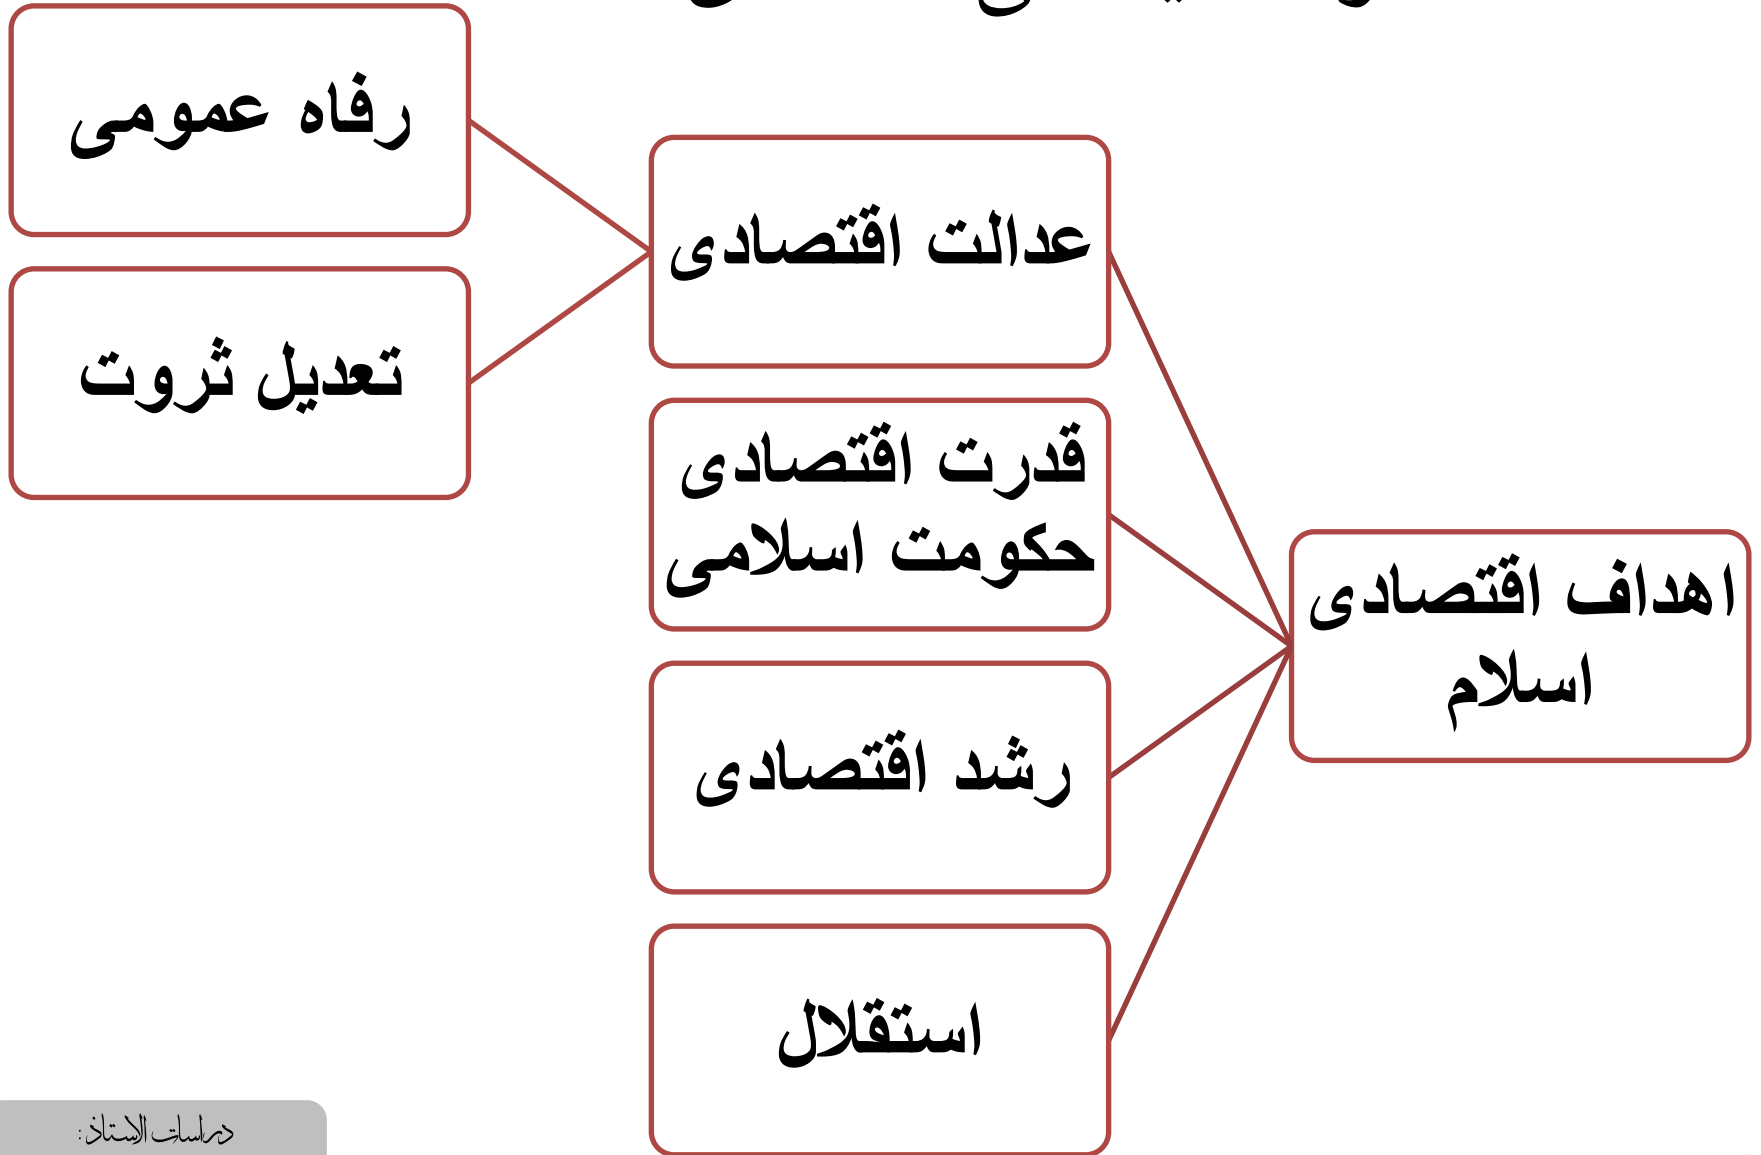 اهداف اقتصادی
اسلام
عدالت اقتصادی
رفاه عمومی
تعدیل ثروت
قدرت اقتصادی
حکومت اسلامی
رشد اقتصادی
استقلال
دراسات الاستاذ: